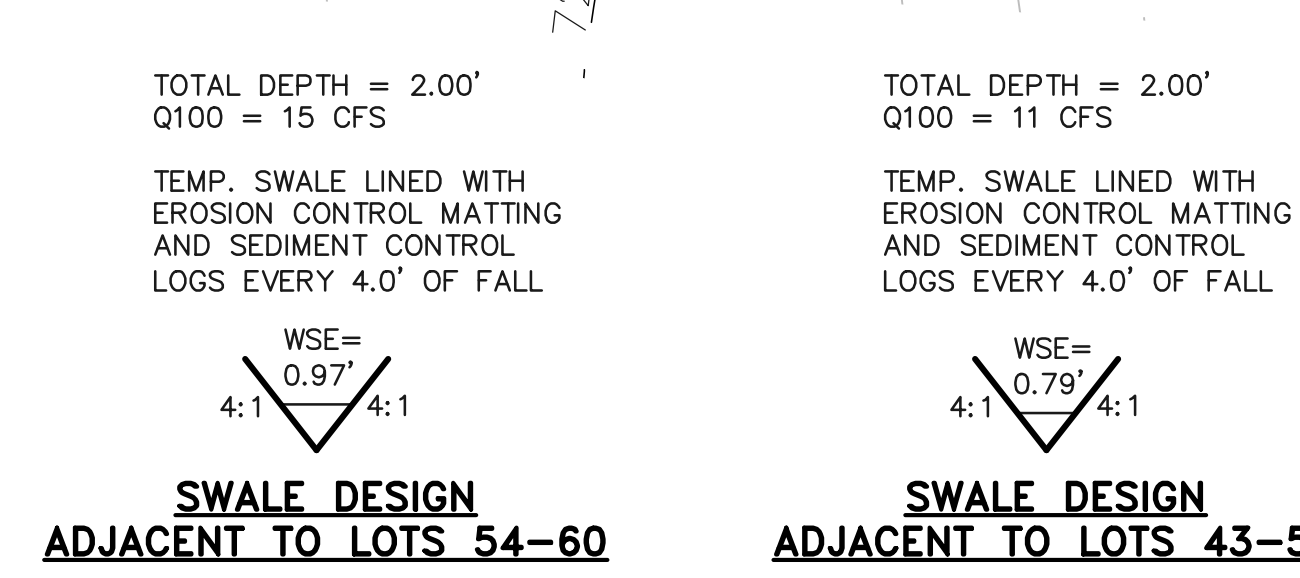 TOTAL DEPTH = 2.00'
Q100 = 15 CFS
TEMP. SWALE LINED WITH
EROSION CONTROL MATTING
AND SEDIMENT CONTROL
LOGS EVERY 4.0' OF FALL
WSE=
0.97'
4:1 4:1
SWALE DESIGN
ADJACENT TO LOTS 54-60
TOTAL DEPTH = 2.00'
Q100 = 11 CFS
TEMP. SWALE LINED WITH
EROSION CONTROL MATTING
AND SEDIMENT CONTROL
LOGS EVERY 4.0' OF FALL
WSE=
0.79'
4:1 4:1
SWALE DESIGN
ADJACENT TO LOTS